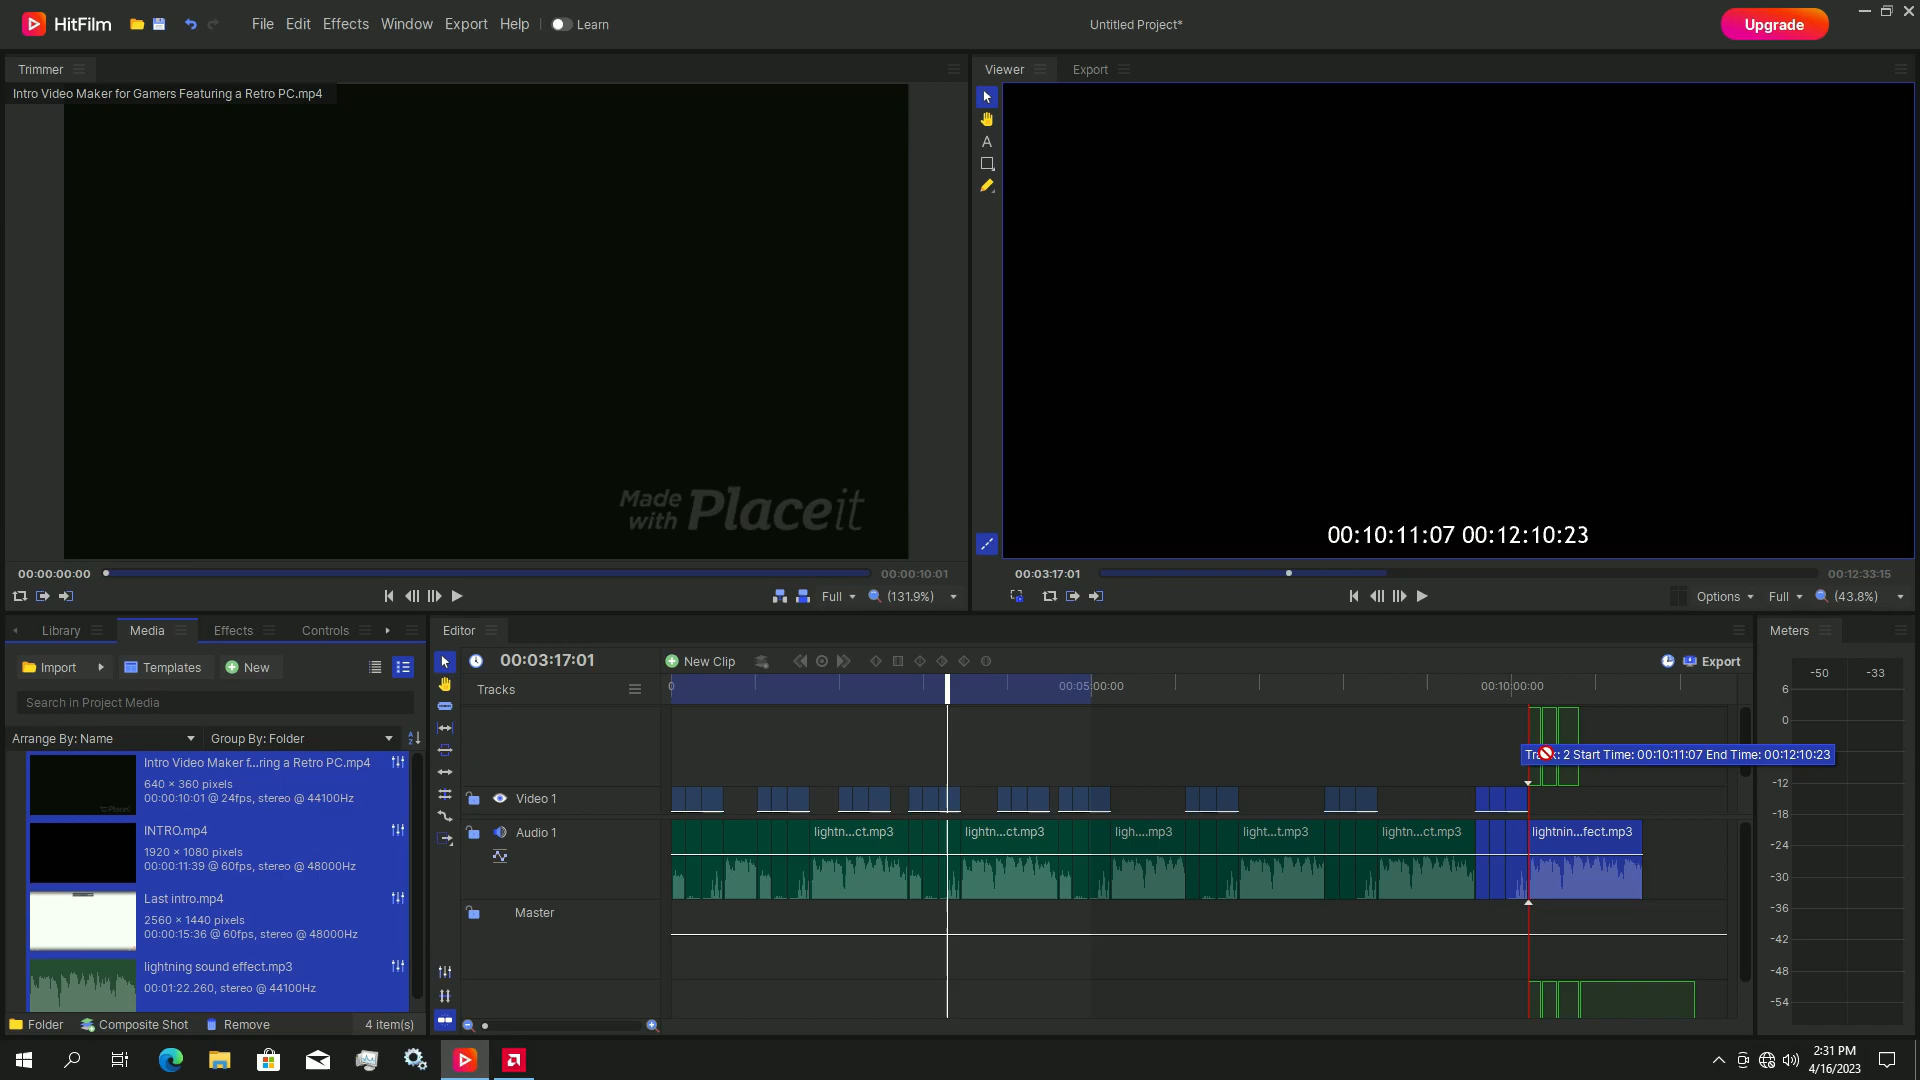 HitFilm File Edit Effects Window Export Help Learn Untitled Project* Upgrade
Trimmer
Intro Video Maker for Gamers Featuring a Retro PC.mp4
Made with Placeit
00:00:00:00 00:00:10:01
Full (131.9%)
Viewer Export
A
00:10:11:07 00:12:10:23
00:03:17:01 00:12:33:15
Options Full (43.8%)
Library Media Effects Controls
Import Templates New
Search in Project Media
Arrange By: Name Group By: Folder
Intro Video Maker f...ring a Retro PC.mp4
640 × 360 pixels
00:00:10:01 @ 24fps, stereo @ 44100Hz
INTRO.mp4
1920 × 1080 pixels
00:00:11:39 @ 60fps, stereo @ 48000Hz
Last intro.mp4
2560 × 1440 pixels
00:00:15:36 @ 60fps, stereo @ 48000Hz
lightning sound effect.mp3
00:01:22.260, stereo @ 44100Hz
Folder Composite Shot Remove 4 item(s)
Editor
00:03:17:01 New Clip Export
Tracks 0 00:05:00:00 00:10:00:00
2 Start Time: 00:10:11:07 End Time: 00:12:10:23
Video 1
Audio 1 lightn...ct.mp3 lightn...ct.mp3 ligh....mp3 light...t.mp3 lightn...ct.mp3 lightnin...fect.mp3
Master
Meters
-50 -33
6
0
-12
-18
-24
-30
-36
-42
-48
-54
2:31 PM
4/16/2023